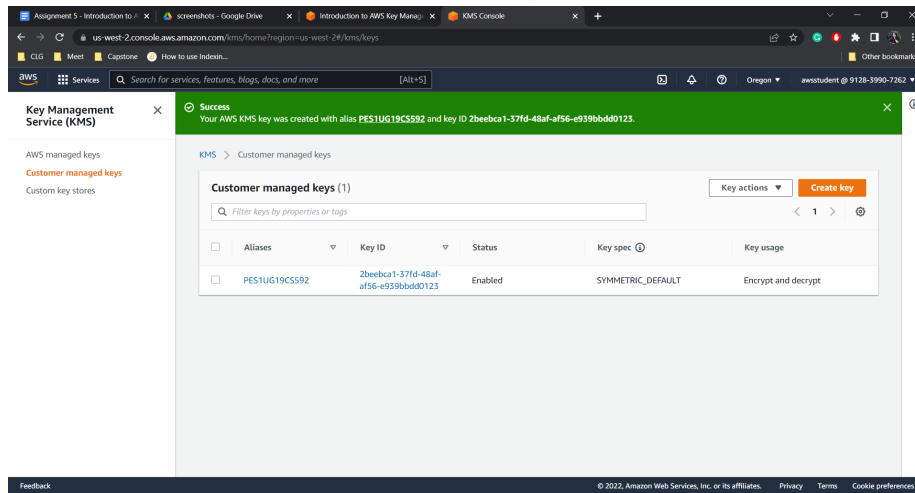 Assignment 5 - Introduction to A
screenshots - Google Drive
Introduction to AWS Key Manage
KMS Console
us-west-2.console.aws.amazon.com/kms/home?region=us-west-2#/kms/keys
CLG
Meet
Capstone
How to use Indexin...
Other bookmark
aws
Services
Search for services, features, blogs, docs, and more
[Alt+S]
Oregon
awsstudent @ 9128-3990-7262
Key Management
Service (KMS)
AWS managed keys
Customer managed keys
Custom key stores
Success
Your AWS KMS key was created with alias PES1UG19CS592 and key ID 2beebca1-37fd-48af-af56-e939bbdd0123.
KMS > Customer managed keys
Customer managed keys (1)
Key actions
Create key
Filter keys by properties or tags
< 1 >
Aliases
Key ID
Status
Key spec
Key usage
PES1UG19CS592
2beebca1-37fd-48af-
af56-e939bbdd0123
Enabled
SYMMETRIC_DEFAULT
Encrypt and decrypt
Feedback
© 2022, Amazon Web Services, Inc. or its affiliates.
Privacy
Terms
Cookie preferences